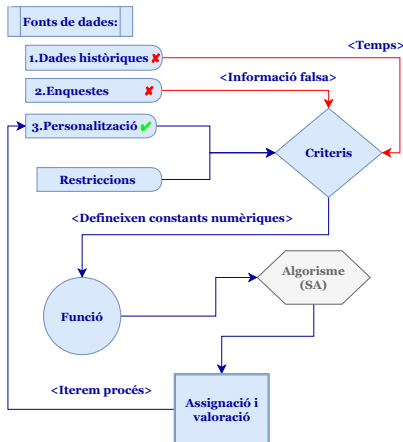 Fonts de dades:
1.Dades històriques ✘
<Temps>
<Informació falsa>
2.Enquestes ✘
3.Personalització ✔
Criteris
Restriccions
<Defineixen constants numèriques>
Algorisme
(SA)
Funció
<Iterem procés>
Assignació i
valoració